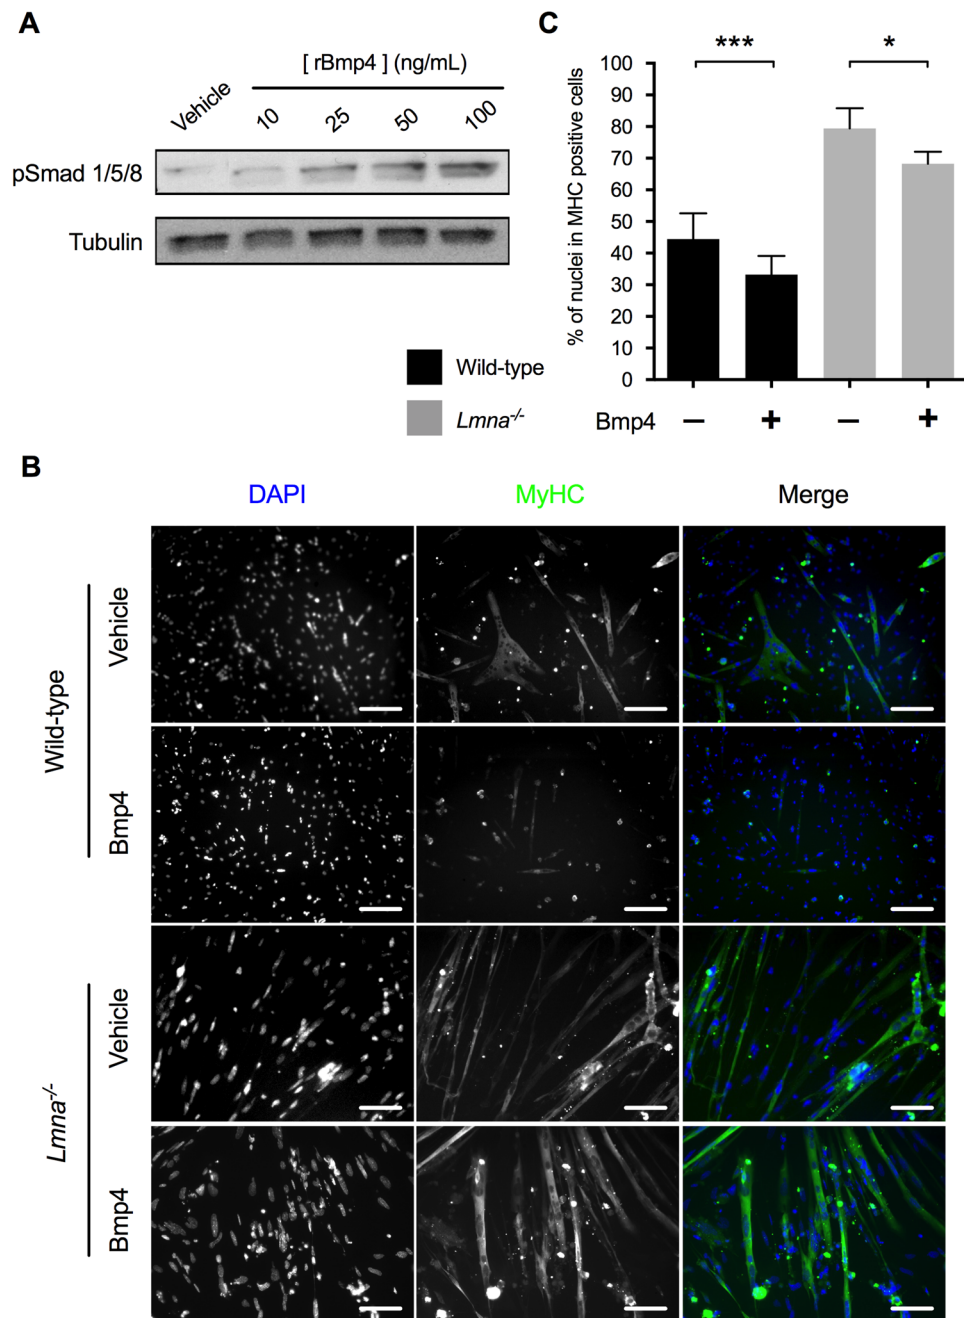 A
[ rBmp4 ] (ng/mL)
Vehicle
10
25
50
100
pSmad 1/5/8
Tubulin
Wild-type
Lmna-/-
C
***
*
% of nuclei in MHC positive cells
100
90
80
70
60
50
40
30
20
10
0
Bmp4
–
+
–
+
B
DAPI
MyHC
Merge
Wild-type
Vehicle
Bmp4
Lmna-/-
Vehicle
Bmp4